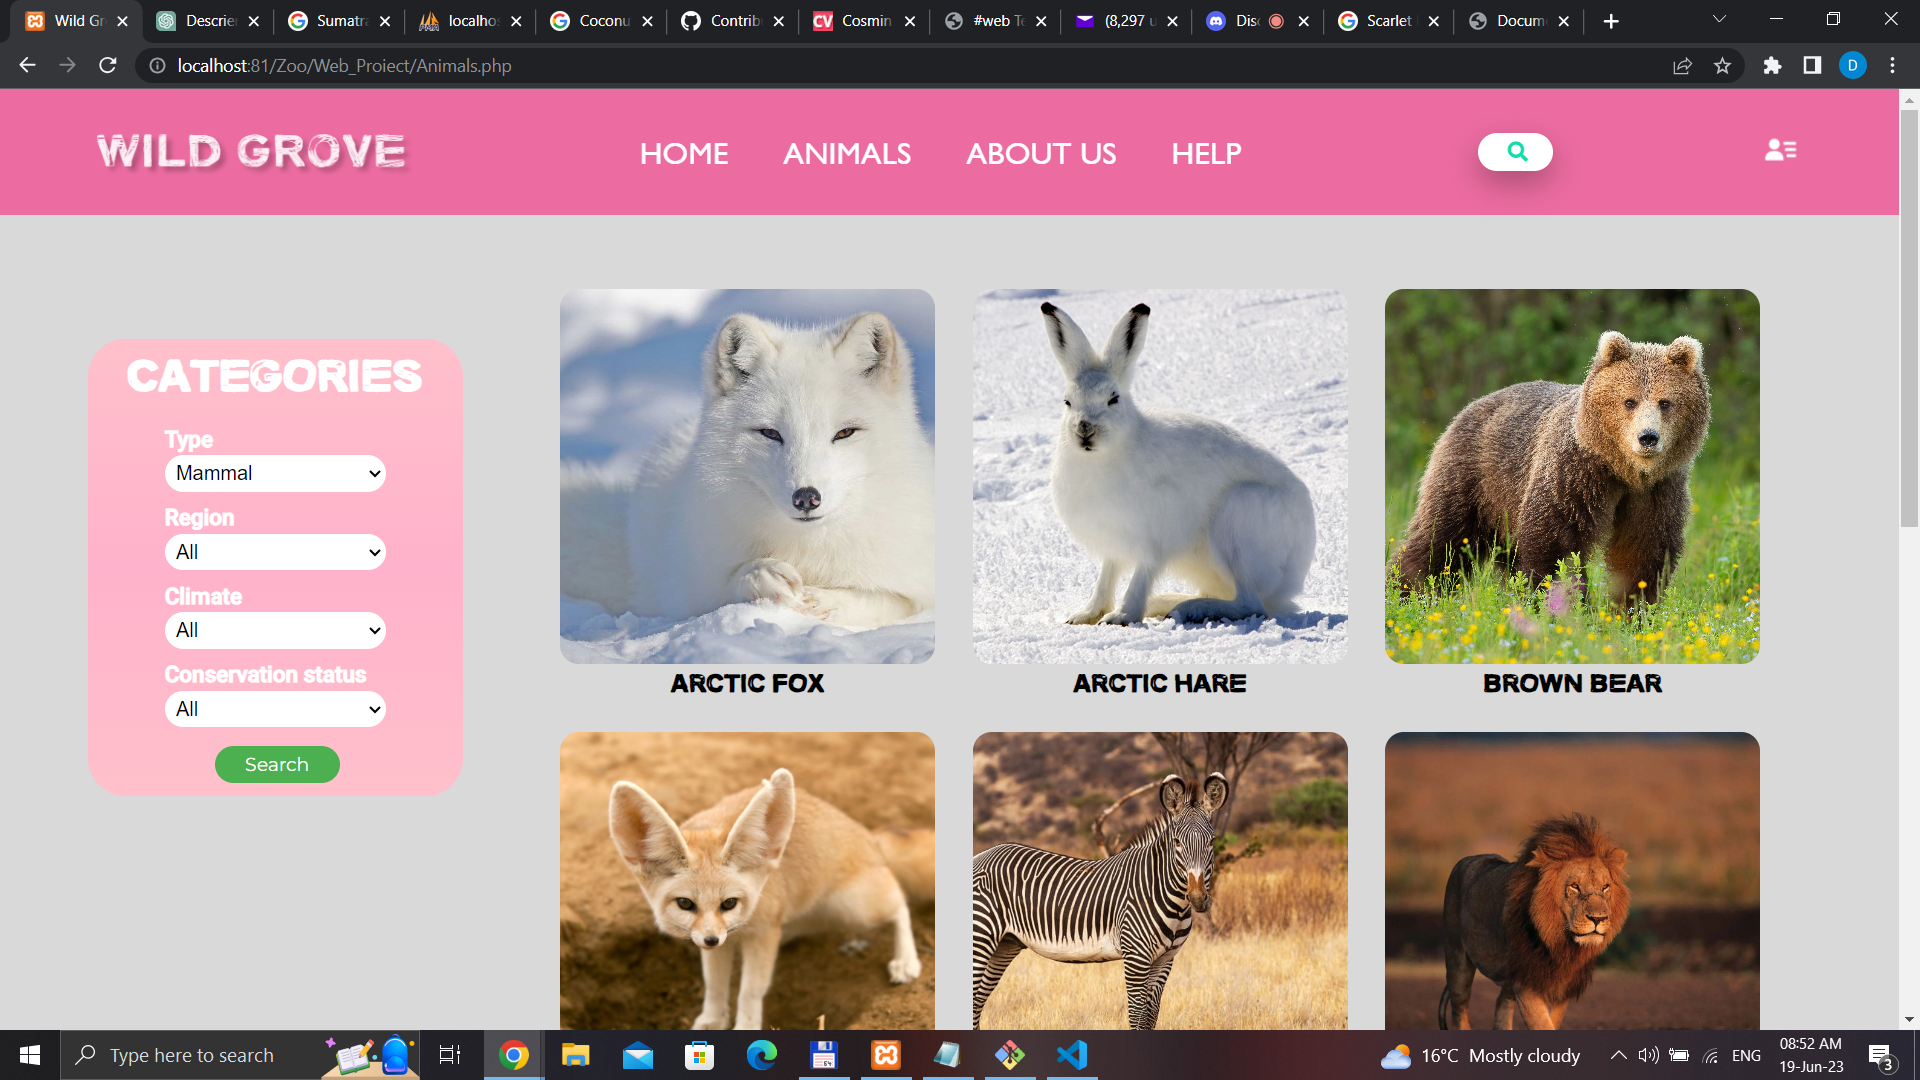 Wild Gr
Descrie
Sumatra
localhos
Coconu
Contrib
Cosmin
#web Te
(8,297 u
Disc
Scarlet
Docum
localhost:81/Zoo/Web_Proiect/Animals.php
D
WILD GROVE
HOME
ANIMALS
ABOUT US
HELP
CATEGORIES
Type
Mammal
Region
All
Climate
All
Conservation status
All
Search
ARCTIC FOX
ARCTIC HARE
BROWN BEAR
Type here to search
16°C Mostly cloudy
ENG
08:52 AM
19-Jun-23
3